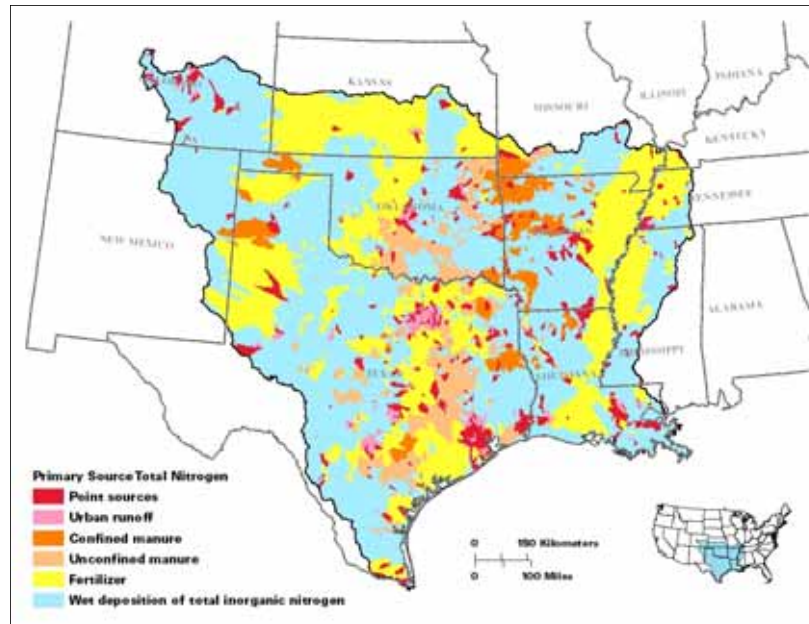 KANSAS
MISSOURI
ILLINOIS
INDIANA
KENTUCKY
TENNESSEE
OKLAHOMA
NEW MEXICO
ALABAMA
MISSISSIPPI
TEXAS
LOUISIANA
Primary Source Total Nitrogen
Point sources
Urban runoff
Confined manure
Unconfined manure
Fertilizer
Wet deposition of total inorganic nitrogen
0 150 Kilometers
0 100 Miles